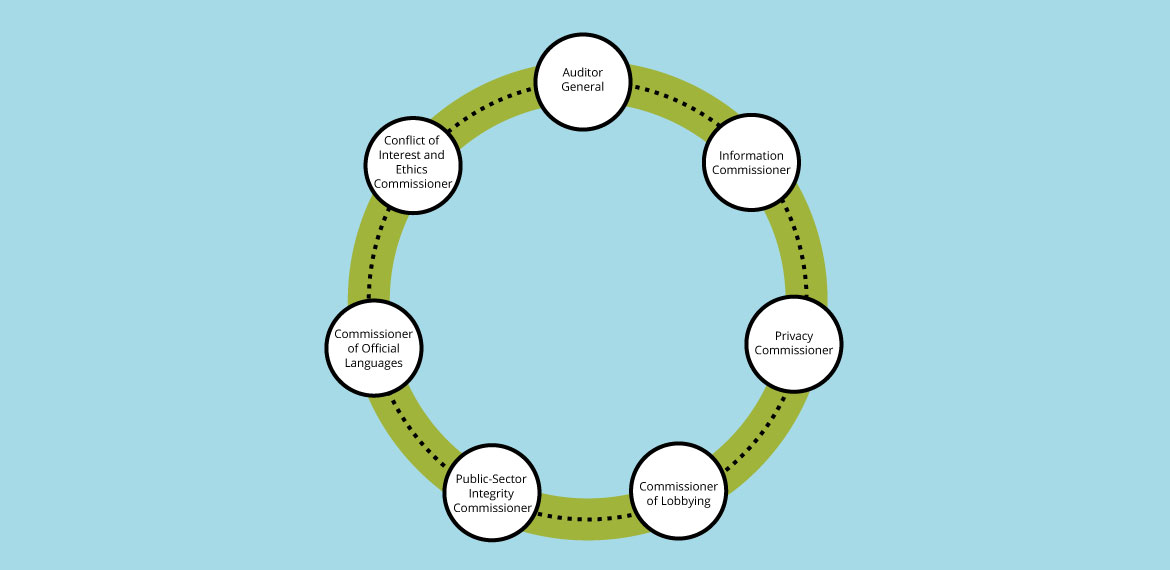 Auditor
General
Information
Commissioner
Privacy
Commissioner
Commissioner
of Lobbying
Public-Sector
Integrity
Commissioner
Commissioner
of Official
Languages
Conflict of
Interest and
Ethics
Commissioner